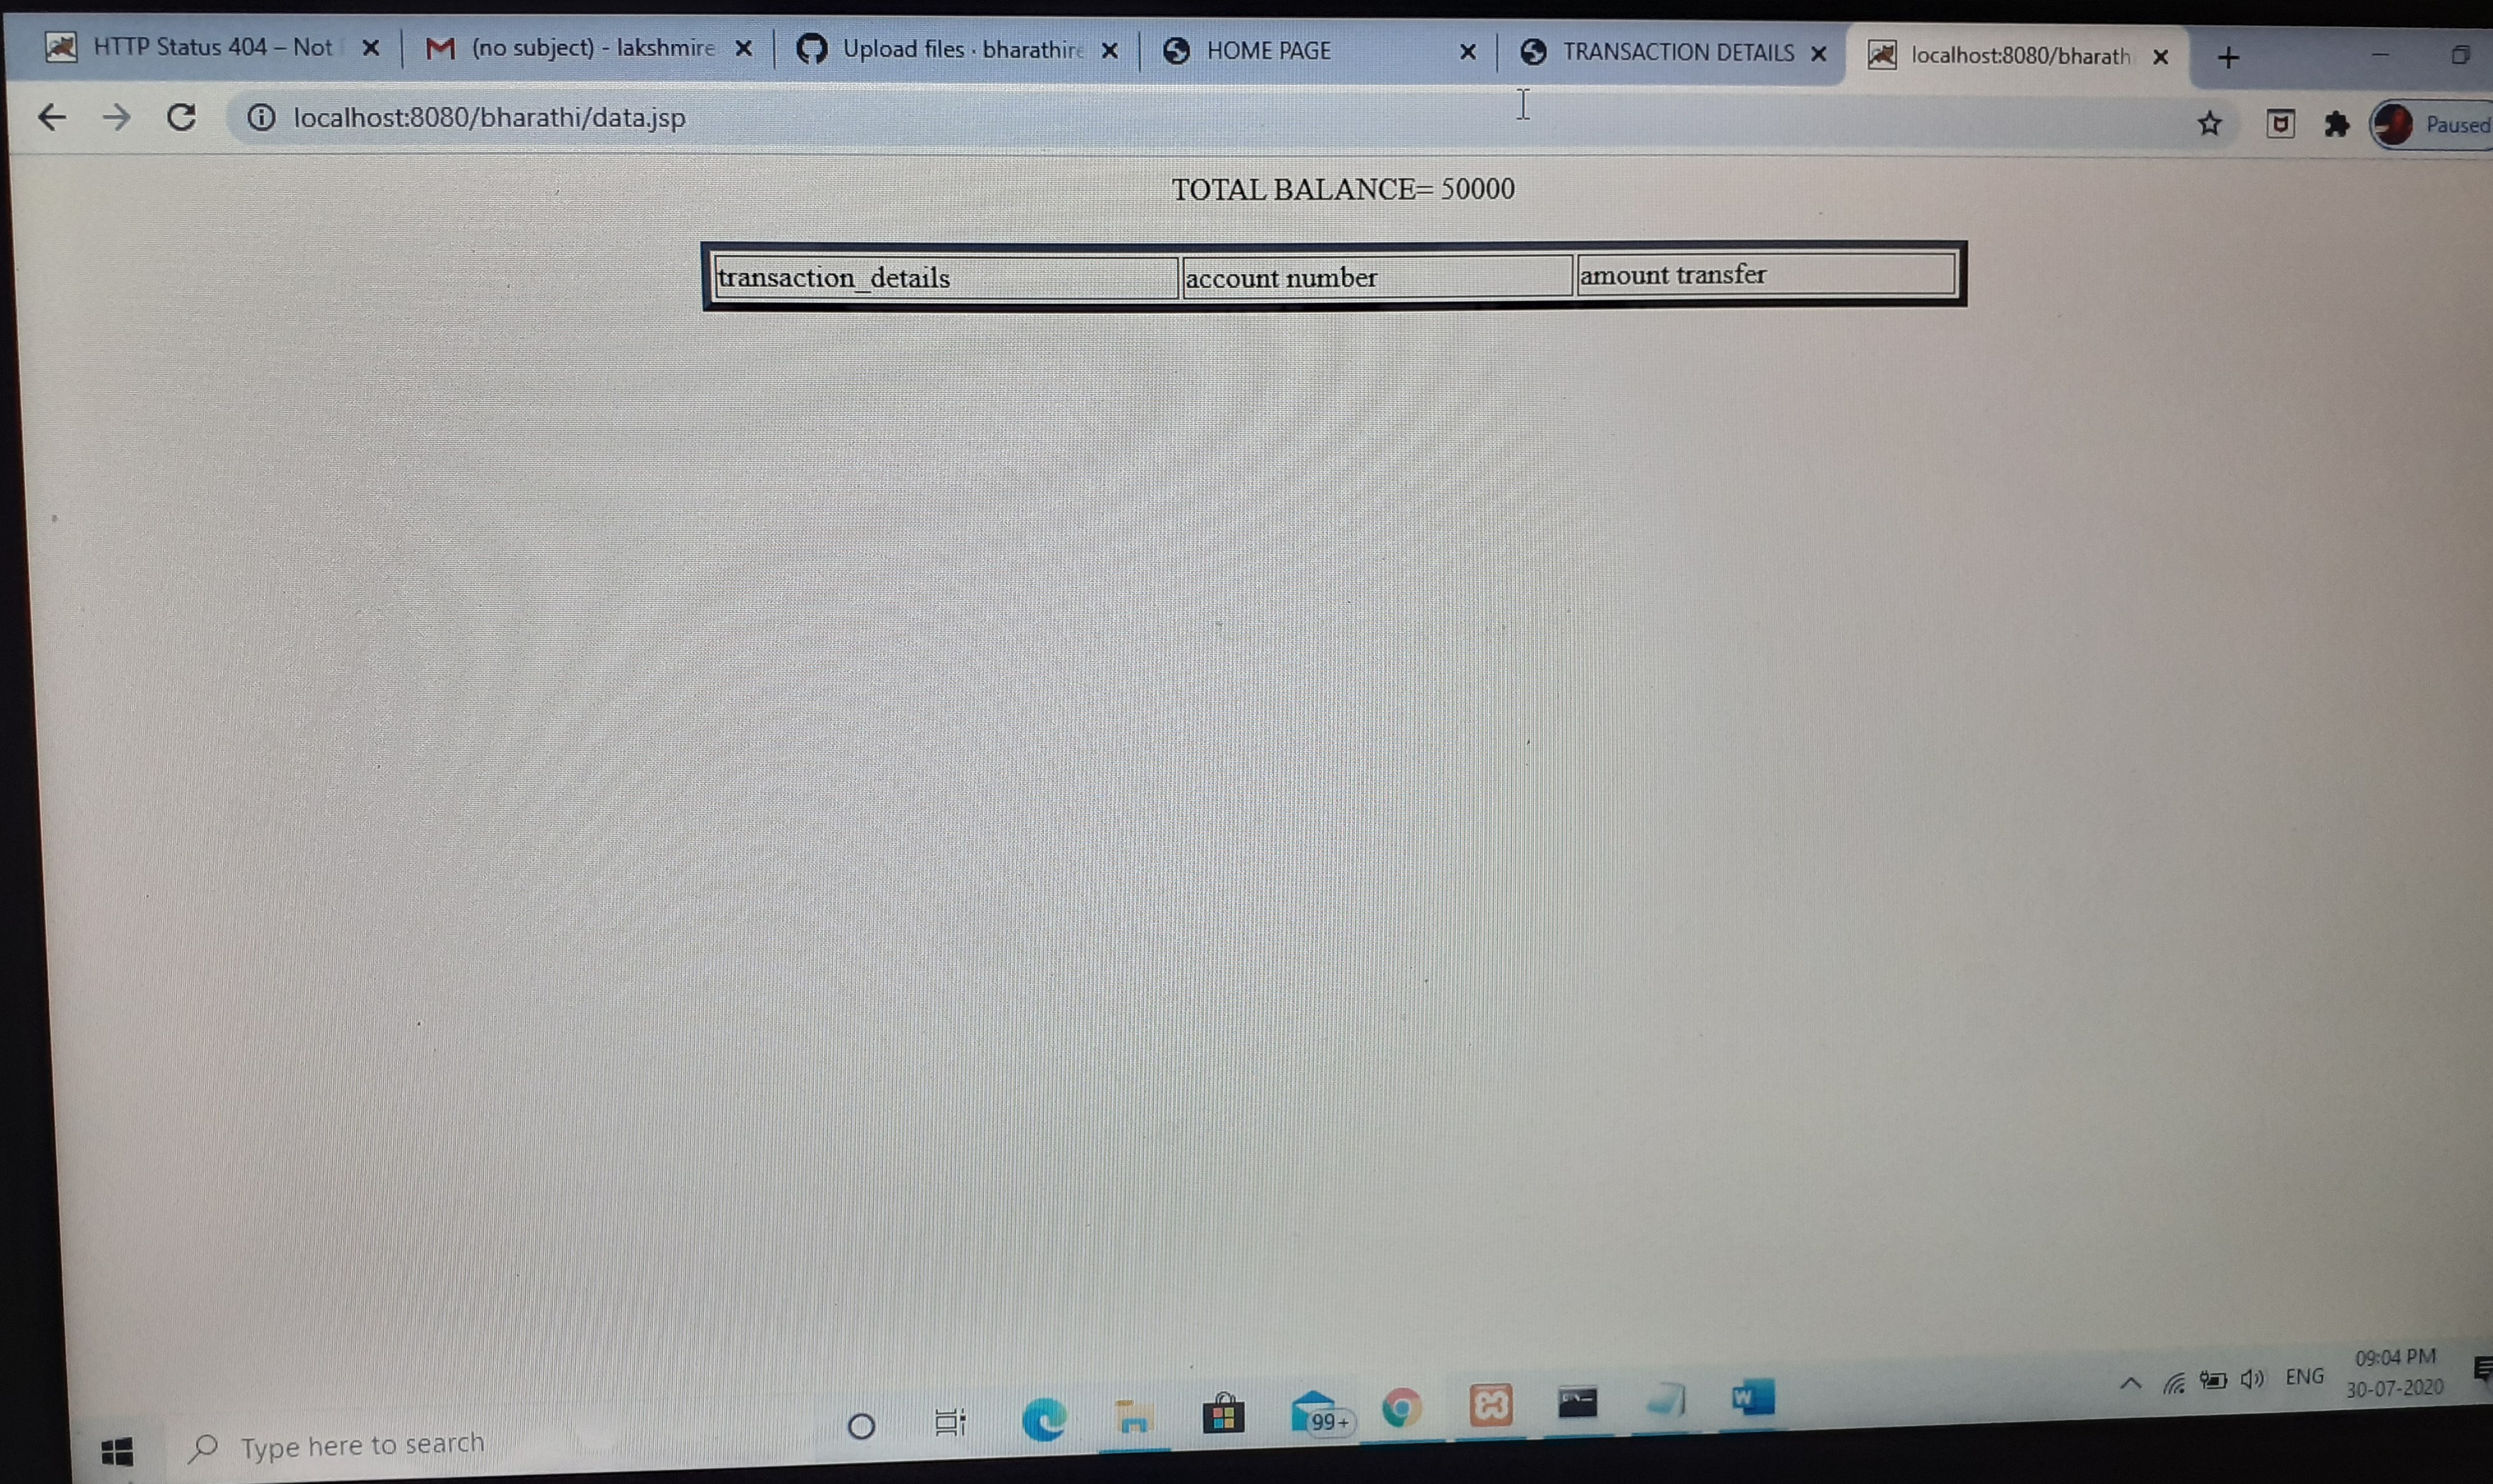 HTTP Status 404 – Not
(no subject) - lakshmire
Upload files · bharathire
HOME PAGE
TRANSACTION DETAILS
localhost:8080/bharath
localhost:8080/bharathi/data.jsp
Paused
TOTAL BALANCE= 50000
transaction_details
account number
amount transfer
Type here to search
99+
ENG
09:04 PM
30-07-2020